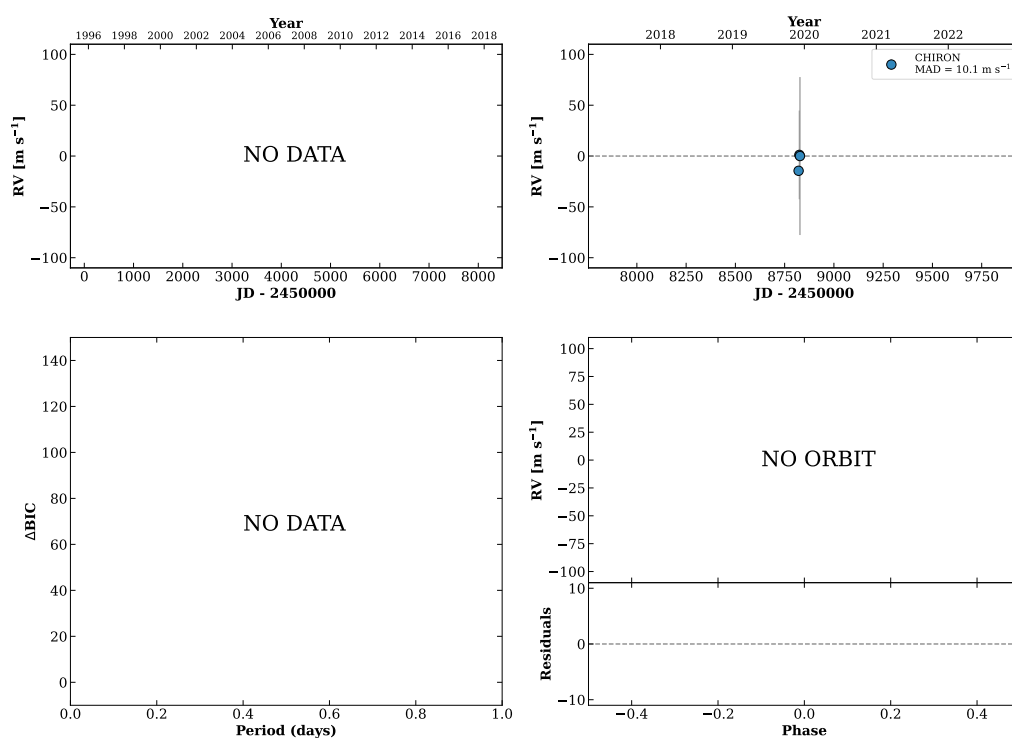 Year
1996 1998 2000 2002 2004 2006 2008 2010 2012 2014 2016 2018
100
50
0
−50
−100
RV [m s⁻¹]
NO DATA
0 1000 2000 3000 4000 5000 6000 7000 8000
JD - 2450000
Year
2018 2019 2020 2021 2022
100
50
0
−50
−100
RV [m s⁻¹]
CHIRON
MAD = 10.1 m s⁻¹
8000 8250 8500 8750 9000 9250 9500 9750
JD - 2450000
140
120
100
80
60
40
20
0
ΔBIC
NO DATA
0.0 0.2 0.4 0.6 0.8 1.0
Period (days)
100
75
50
25
0
−25
−50
−75
−100
RV [m s⁻¹]
NO ORBIT
10
0
−10
Residuals
−0.4 −0.2 0.0 0.2 0.4
Phase